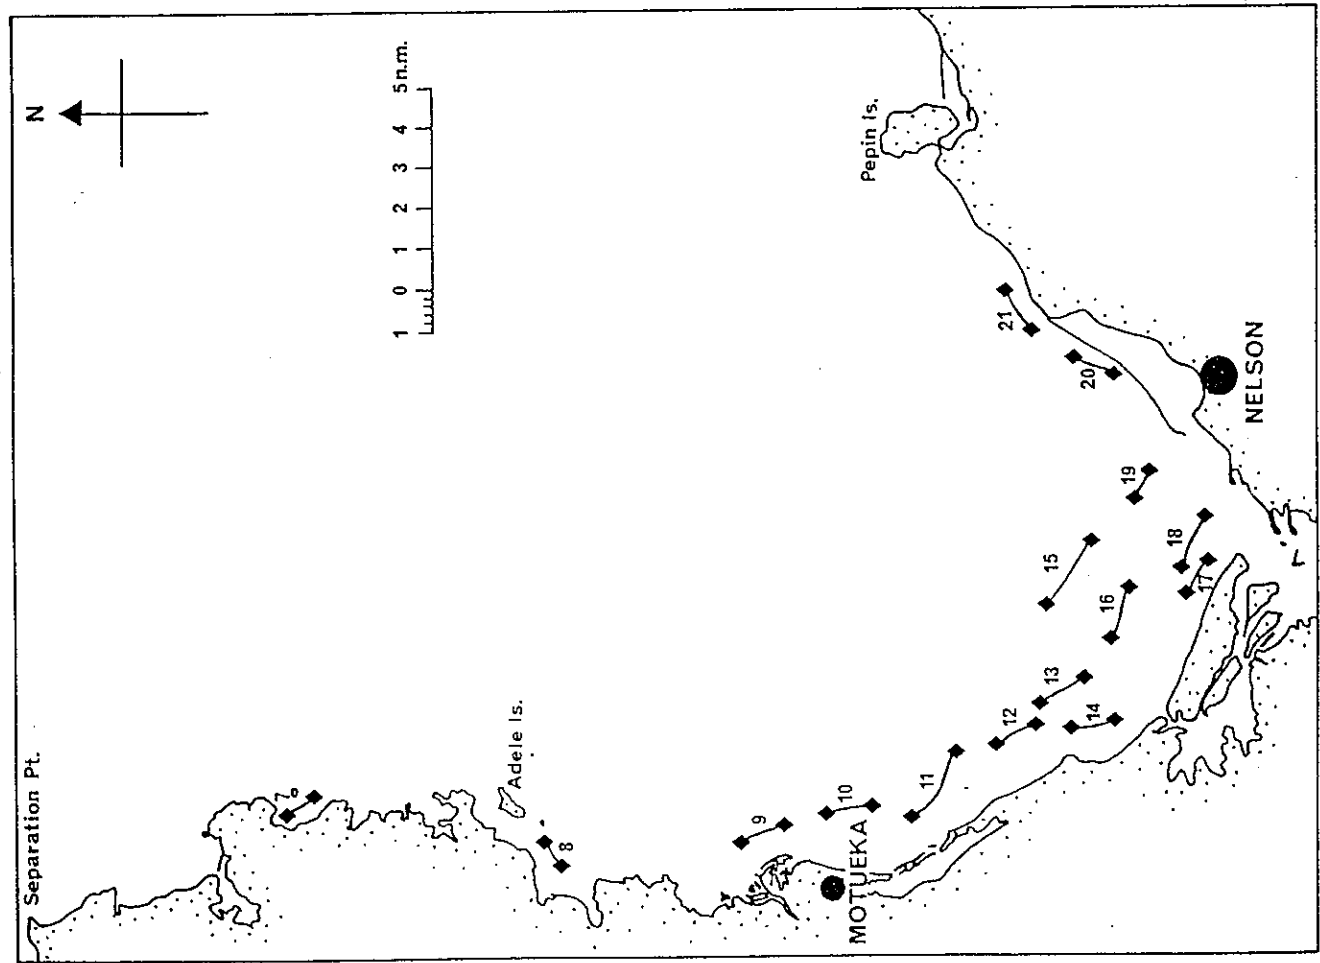 N
Separation Pt.
1 0 1 2 3 4 5 n.m.
Pepin Is.
Adele Is.
7
8
9
10
11
12
13
14
15
16
17
18
19
20
21
MOTUEKA
NELSON